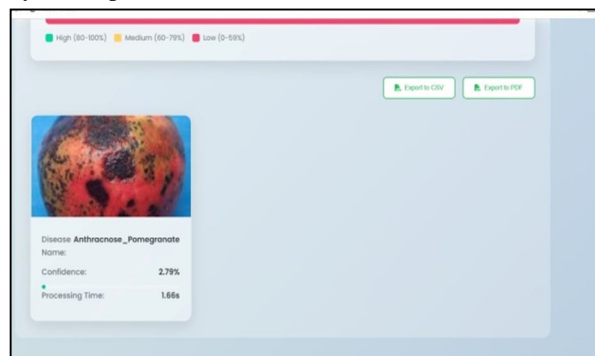 High (80-100%) Medium (60-79%) Low (0-59%)
Export to CSV Export to PDF
Disease Anthracnose_Pomegranate
Name:
Confidence: 2.79%
Processing Time: 1.66s